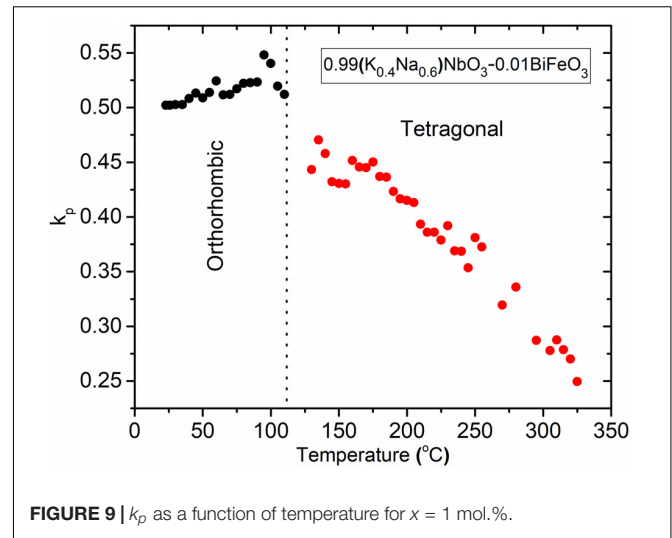 0.99(K0.4Na0.6)NbO3-0.01BiFeO3
Orthorhombic
Tetragonal
kp
0.55
0.50
0.45
0.40
0.35
0.30
0.25
0
50
100
150
200
250
300
350
Temperature (°C)
FIGURE 9 | kp as a function of temperature for x = 1 mol.%.